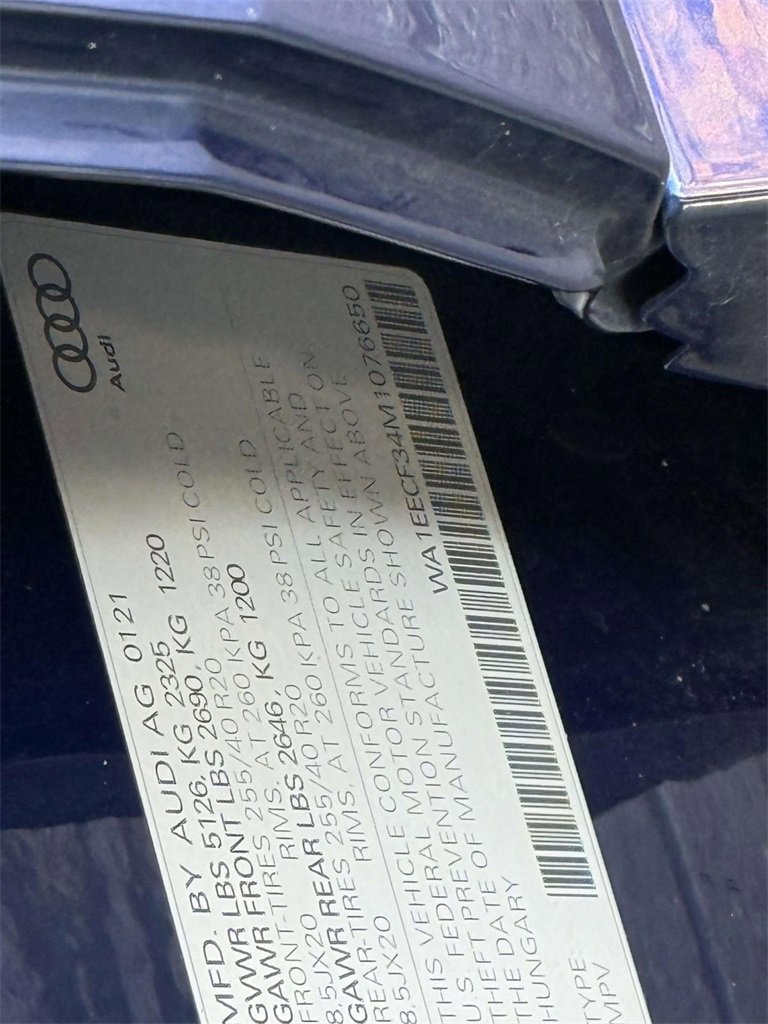 Audi
MFD. BY AUDI AG 0121
GVWR LBS 5126, KG 2325
GAWR FRONT LBS 2690, KG 1220
FRONT-TIRES 255/40 R20
8.5JX20 RIMS, AT 260 KPA 38 PSI COLD
GAWR REAR LBS 2646, KG 1200
REAR-TIRES 255/40 R20
8.5JX20 RIMS, AT 260 KPA 38 PSI COLD
THIS VEHICLE CONFORMS TO ALL APPLICABLE
U.S. FEDERAL MOTOR VEHICLE SAFETY AND
THEFT PREVENTION STANDARDS IN EFFECT ON
THE DATE OF MANUFACTURE SHOWN ABOVE
HUNGARY
WA1EECF34M1076650
TYPE:
MPV